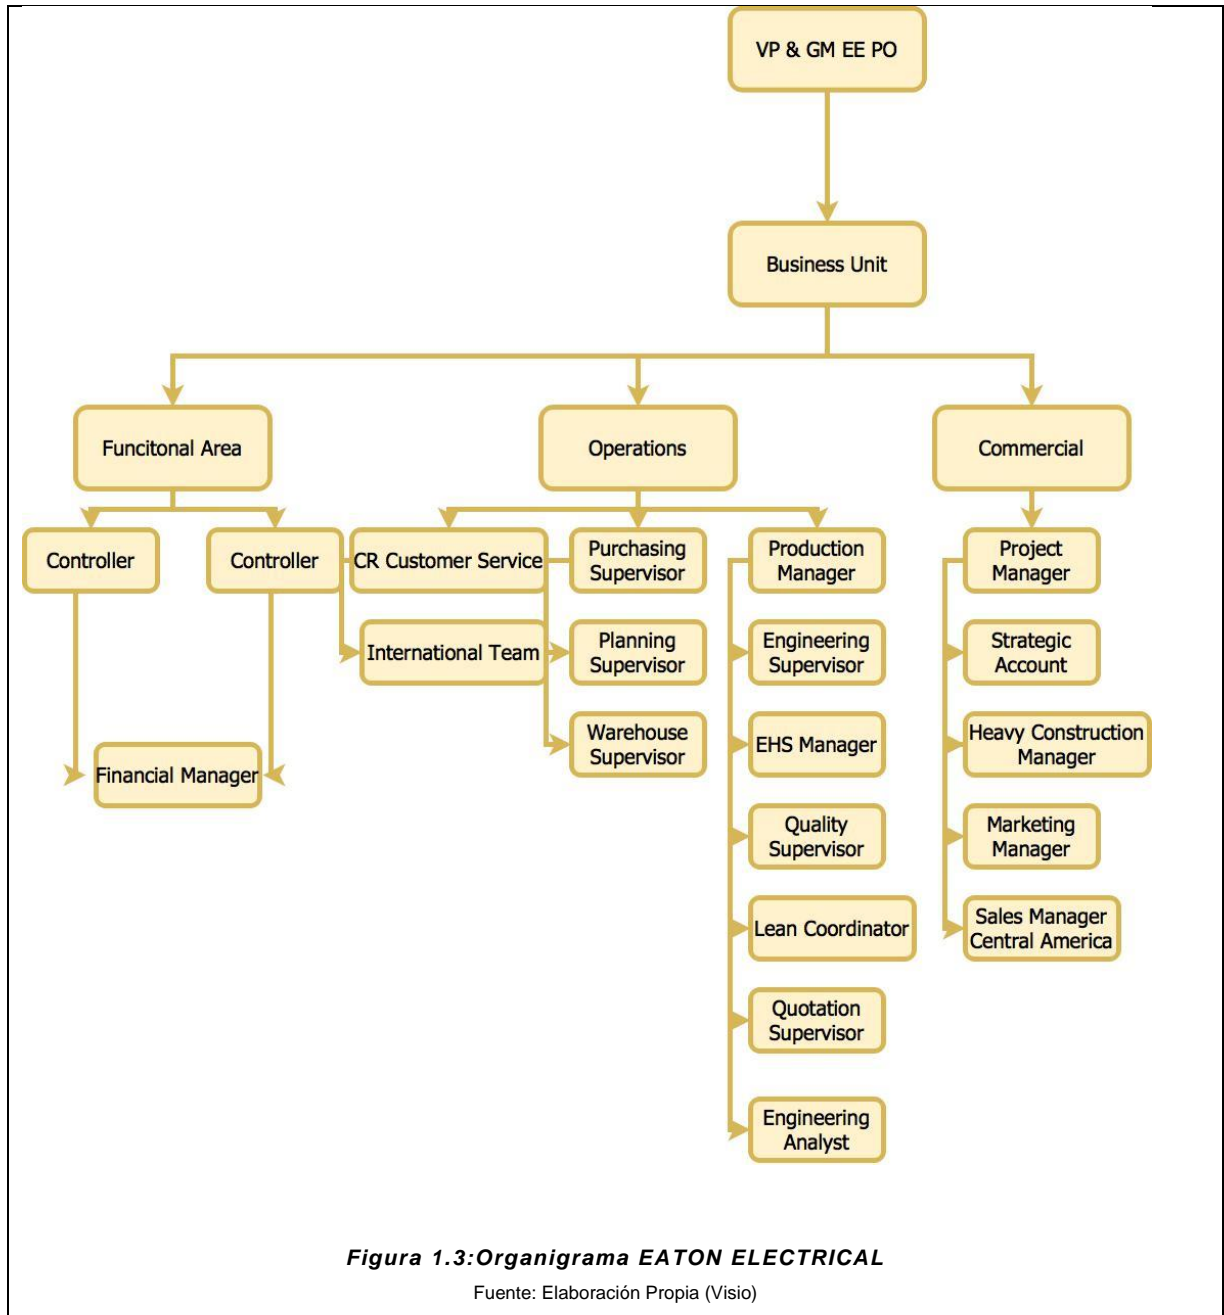 VP & GM EE PO
Business Unit
Funcitonal Area
Operations
Commercial
Controller
Controller
CR Customer Service
Purchasing
Supervisor
Production
Manager
Project
Manager
International Team
Planning
Supervisor
Engineering
Supervisor
Strategic
Account
Financial Manager
Warehouse
Supervisor
EHS Manager
Heavy Construction
Manager
Quality
Supervisor
Marketing
Manager
Lean Coordinator
Sales Manager
Central America
Quotation
Supervisor
Engineering
Analyst
Figura 1.3:Organigrama EATON ELECTRICAL
Fuente: Elaboración Propia (Visio)